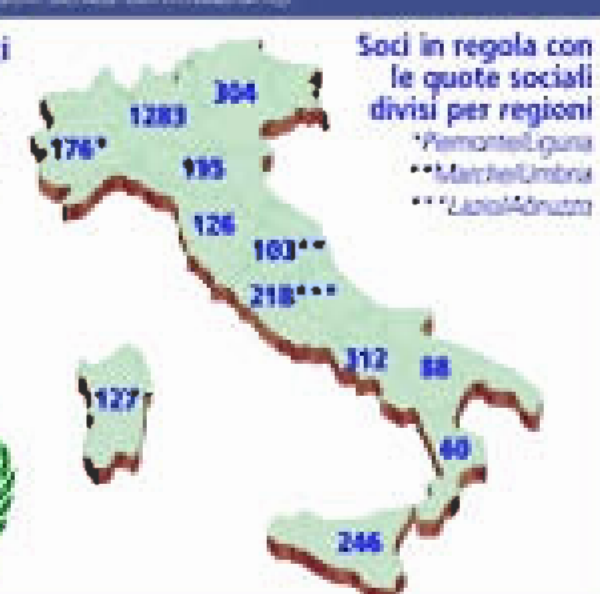 i
Soci in regola con
le quote sociali
divisi per regioni
*Piemonte/Liguria
**Marche/Umbria
***Lazio/Abruzzo
304
1283
176*
195
126
103**
218***
312
88
127
60
246